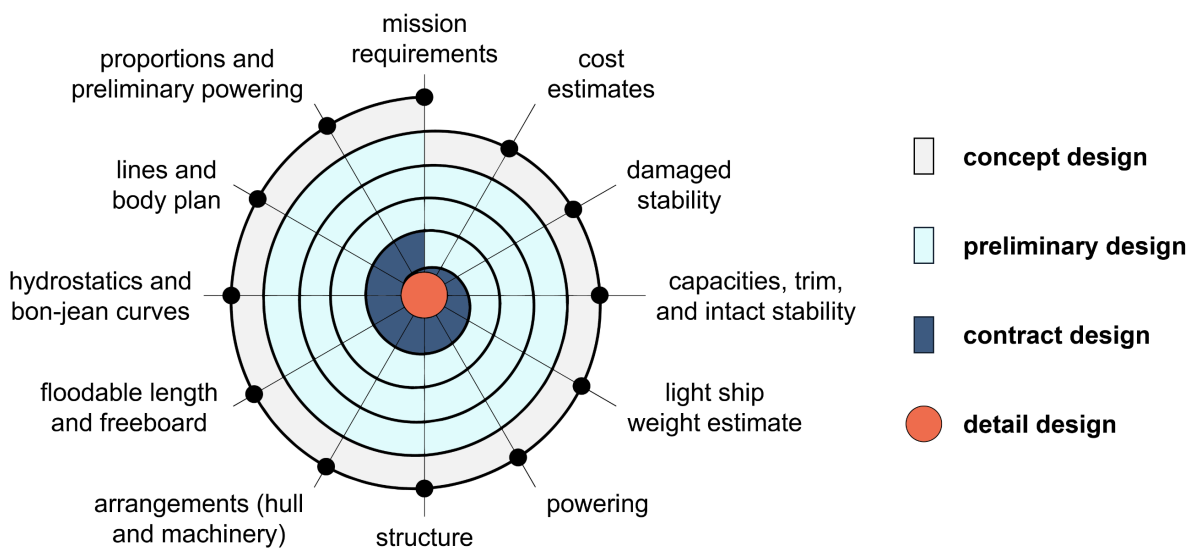 mission
requirements
cost
estimates
damaged
stability
capacities, trim,
and intact stability
light ship
weight estimate
powering
structure
arrangements (hull
and machinery)
floodable length
and freeboard
hydrostatics and
bon-jean curves
lines and
body plan
proportions and
preliminary powering
concept design
preliminary design
contract design
detail design